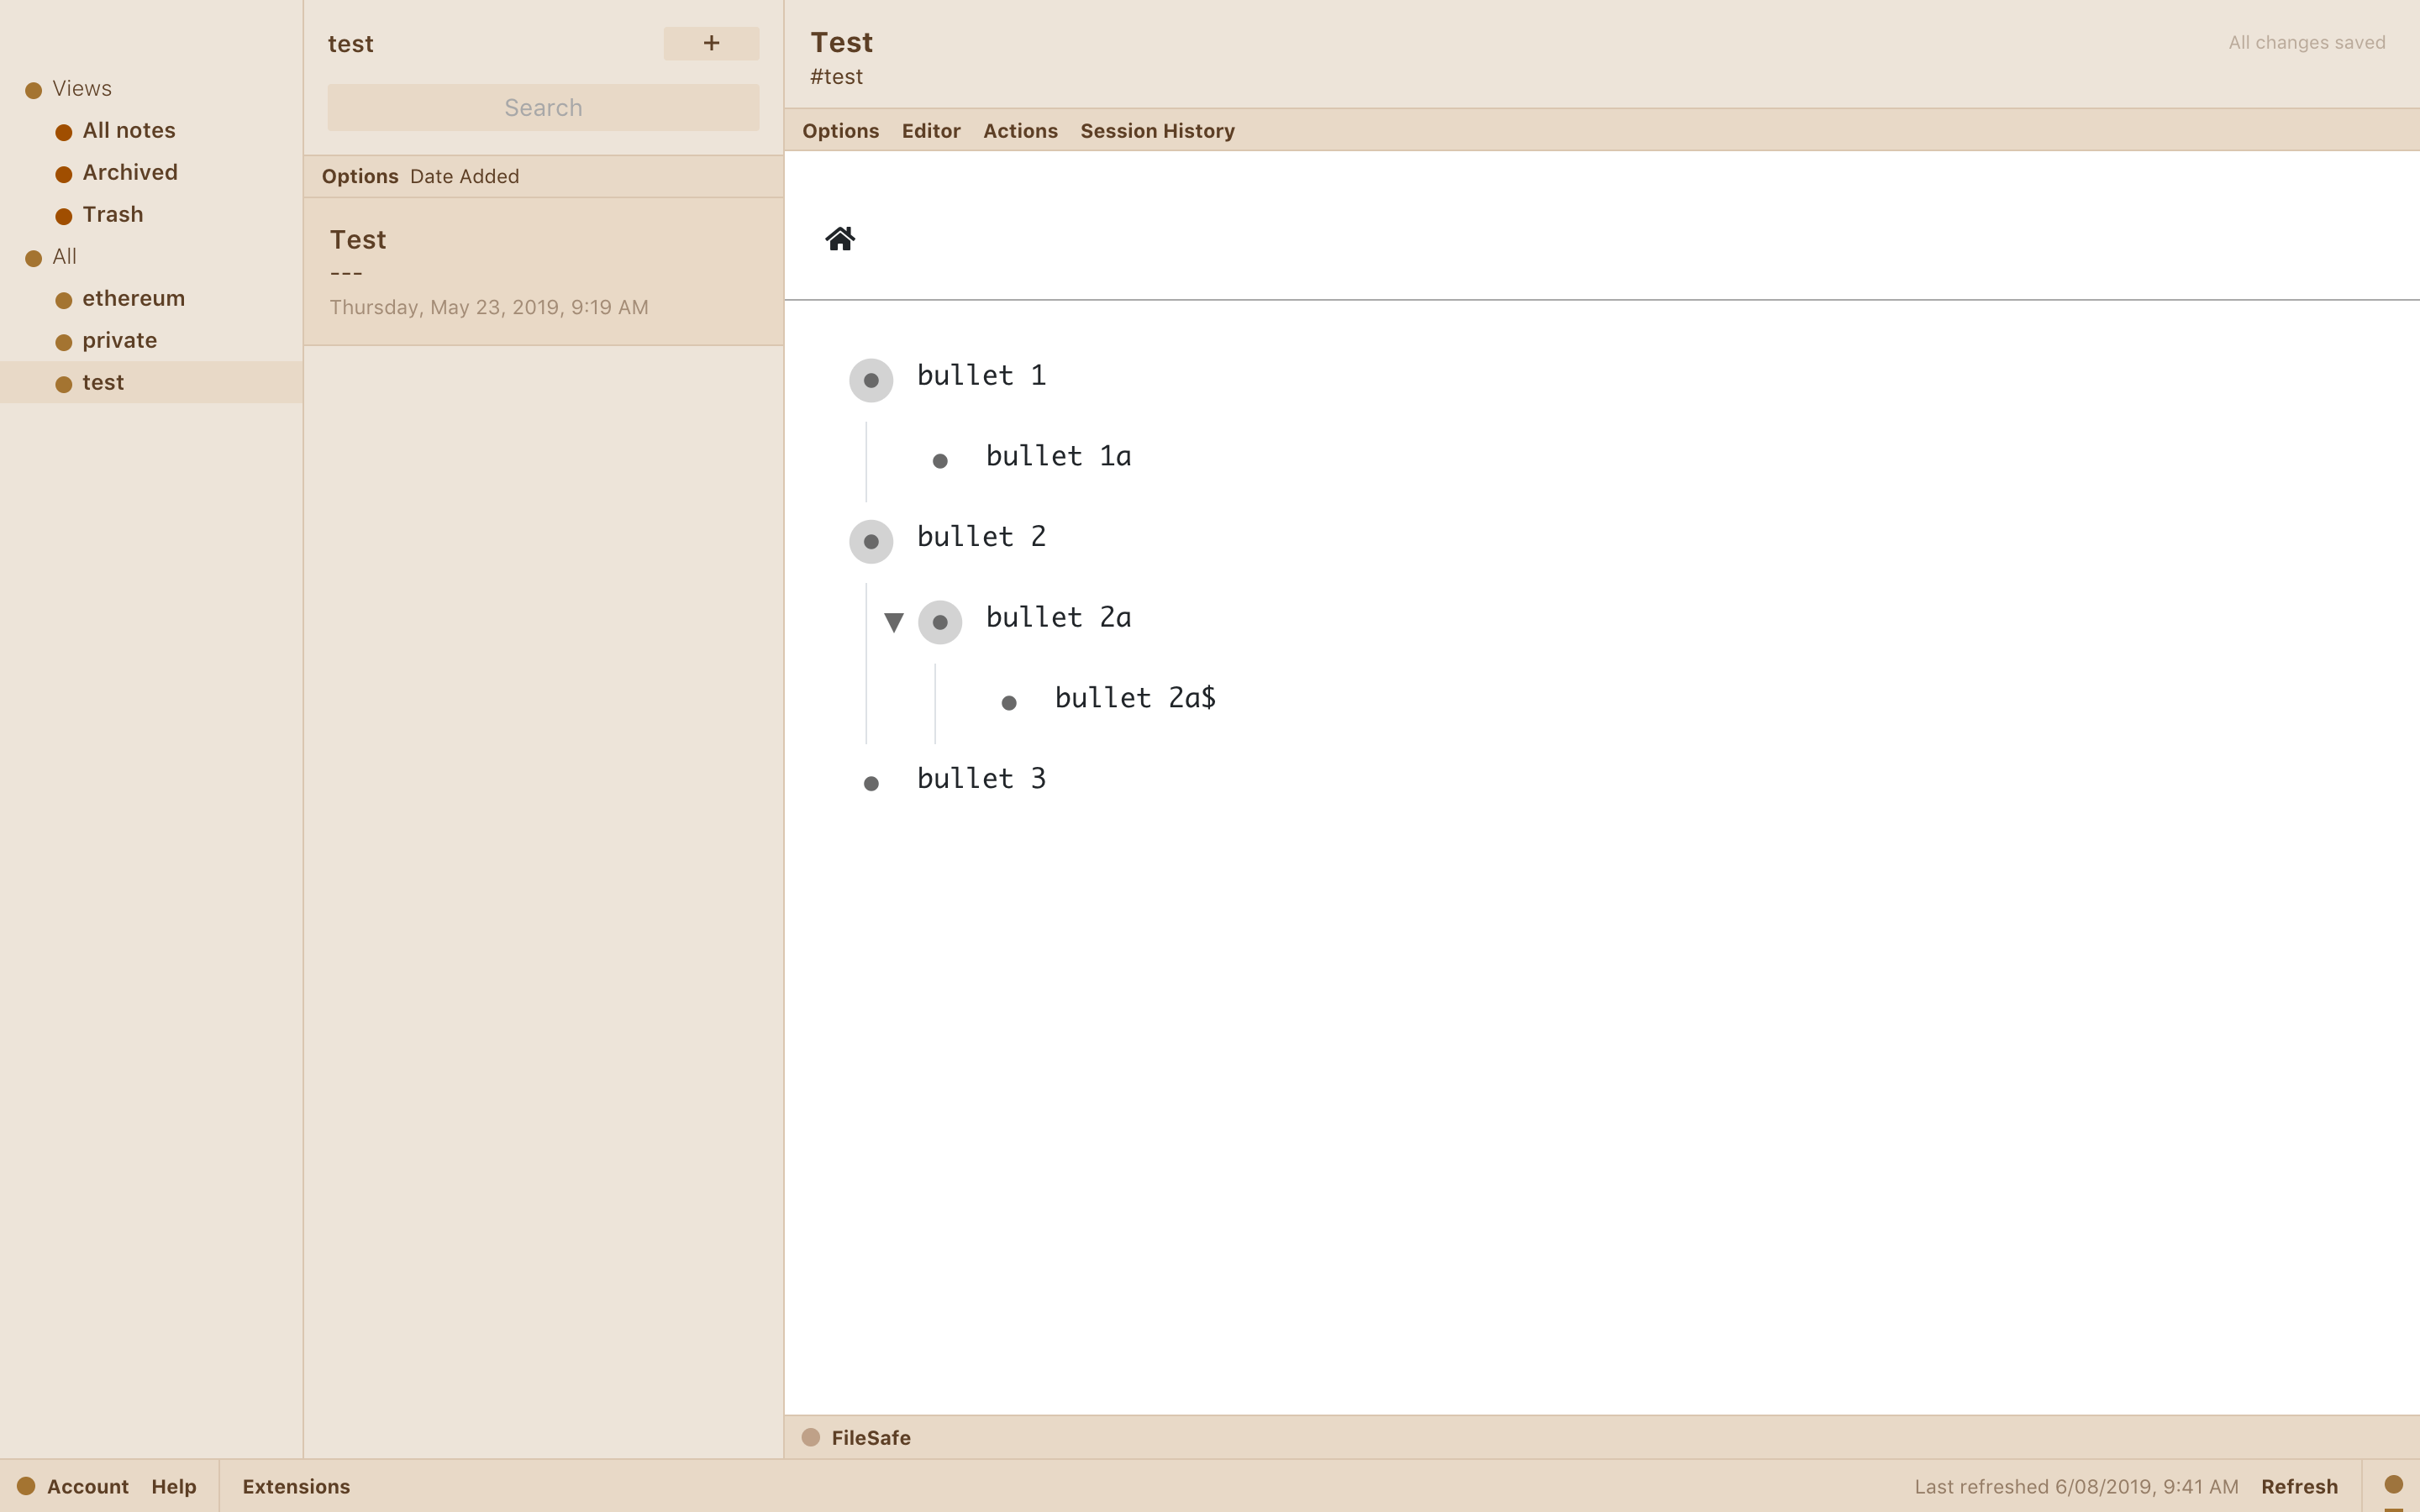 Views
All notes
Archived
Trash
All
ethereum
private
test
test +
Search
Options Date Added
Test
---
Thursday, May 23, 2019, 9:19 AM
Test
#test
All changes saved
Options Editor Actions Session History
bullet 1
bullet 1a
bullet 2
bullet 2a
bullet 2a$
bullet 3
FileSafe
Account Help Extensions
Last refreshed 6/08/2019, 9:41 AM Refresh